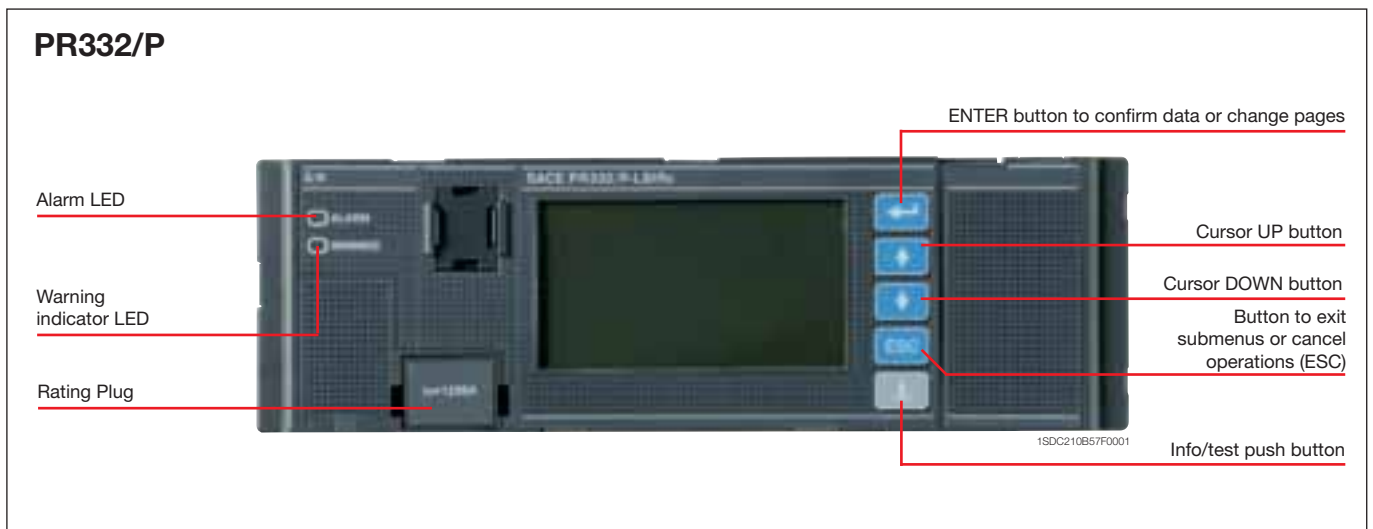 PR332/P
ENTER button to confirm data or change pages
Alarm LED
ALARM
Cursor UP button
Cursor DOWN button
Warning
indicator LED
Button to exit
submenus or cancel
operations (ESC)
ESC
Rating Plug
1SDC210B57F0001
Info/test push button